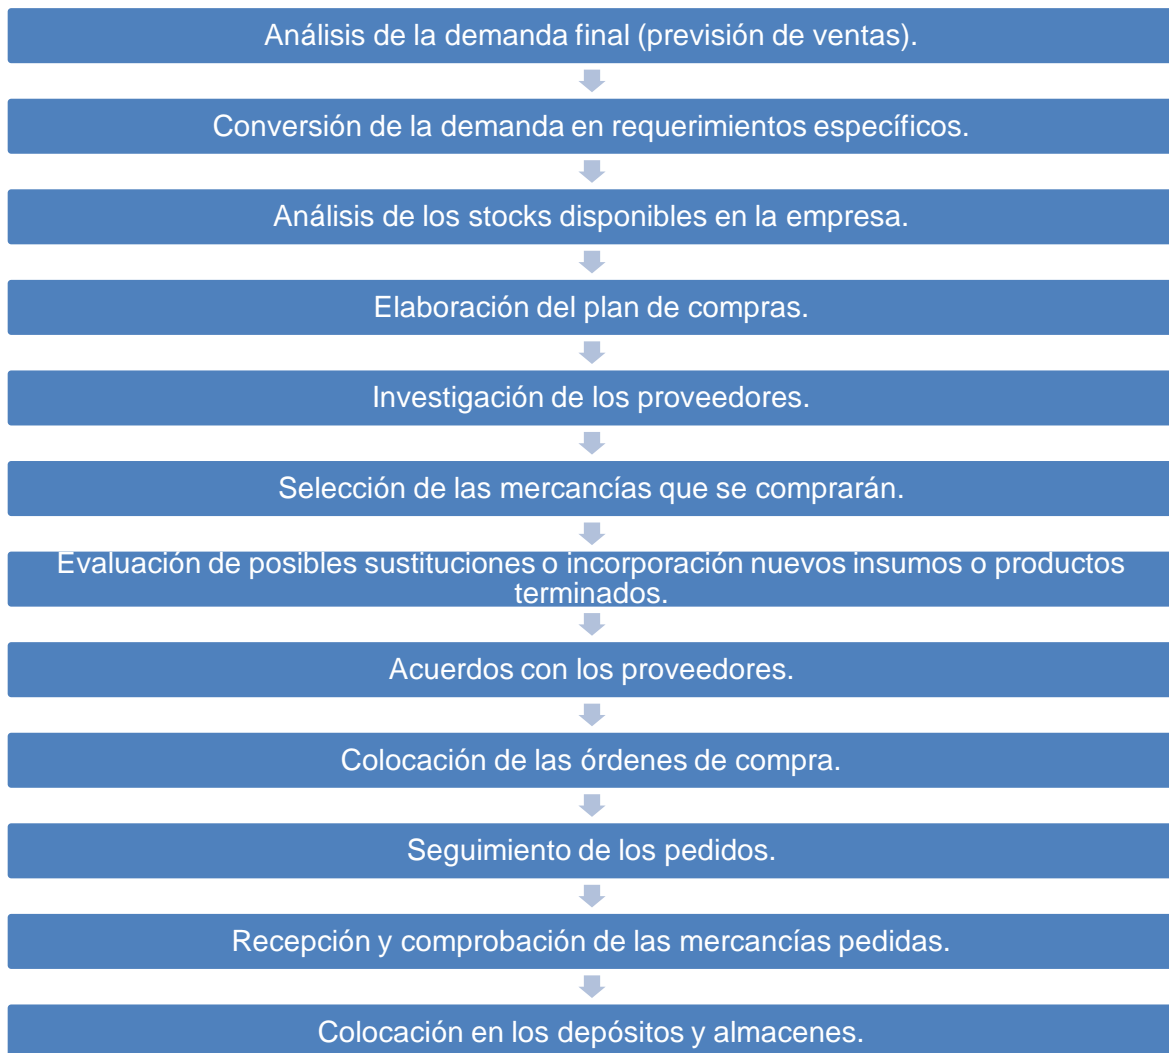 Análisis de la demanda final (previsión de ventas).
Conversión de la demanda en requerimientos específicos.
Análisis de los stocks disponibles en la empresa.
Elaboración del plan de compras.
Investigación de los proveedores.
Selección de las mercancías que se comprarán.
Evaluación de posibles sustituciones o incorporación nuevos insumos o productos
terminados.
Acuerdos con los proveedores.
Colocación de las órdenes de compra.
Seguimiento de los pedidos.
Recepción y comprobación de las mercancías pedidas.
Colocación en los depósitos y almacenes.